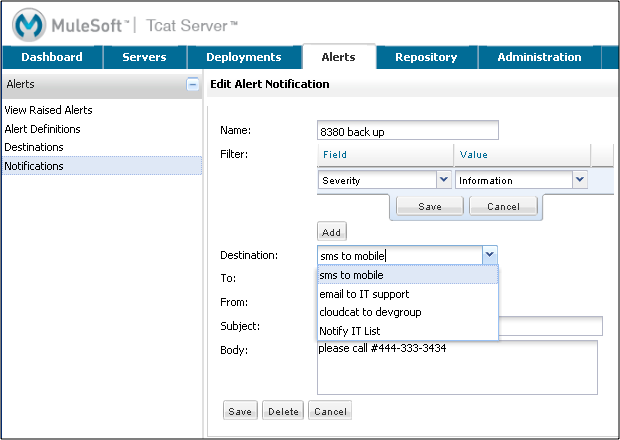 MuleSoft™ | Tcat Server™
Dashboard Servers Deployments Alerts Repository Administration
Alerts
View Raised Alerts
Alert Definitions
Destinations
Notifications
Edit Alert Notification
Name: 8380 back up
Filter: Field Value
Severity Information
Save Cancel
Add
Destination: sms to mobile
To: sms to mobile
email to IT support
From: cloudcat to devgroup
Subject: Notify IT List
Body: please call #444-333-3434
Save Delete Cancel